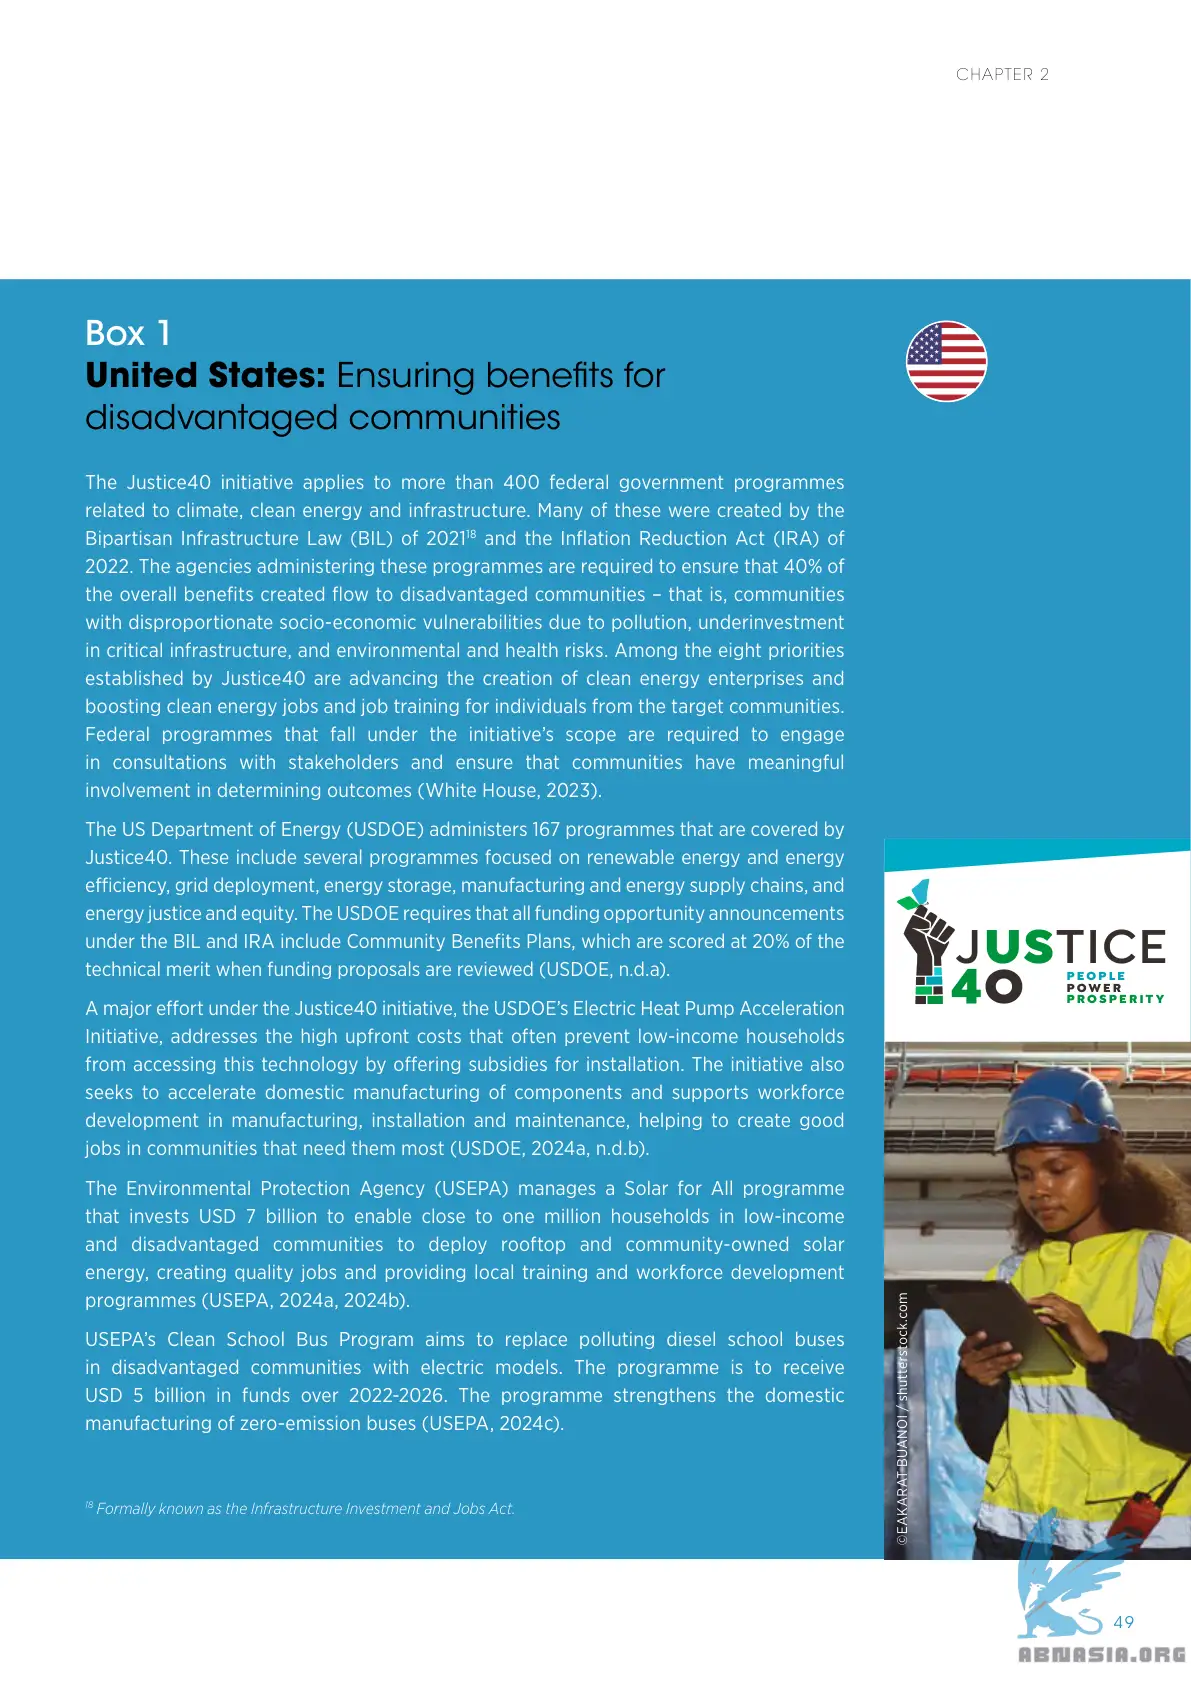 CHAPTER 2
Box 1
United States: Ensuring benefits for
disadvantaged communities
The Justice40 initiative applies to more than 400 federal government programmes
related to climate, clean energy and infrastructure. Many of these were created by the
Bipartisan Infrastructure Law (BIL) of 2021¹⁸ and the Inflation Reduction Act (IRA) of
2022. The agencies administering these programmes are required to ensure that 40% of
the overall benefits created flow to disadvantaged communities – that is, communities
with disproportionate socio-economic vulnerabilities due to pollution, underinvestment
in critical infrastructure, and environmental and health risks. Among the eight priorities
established by Justice40 are advancing the creation of clean energy enterprises and
boosting clean energy jobs and job training for individuals from the target communities.
Federal programmes that fall under the initiative’s scope are required to engage
in consultations with stakeholders and ensure that communities have meaningful
involvement in determining outcomes (White House, 2023).
The US Department of Energy (USDOE) administers 167 programmes that are covered by
Justice40. These include several programmes focused on renewable energy and energy
efficiency, grid deployment, energy storage, manufacturing and energy supply chains, and
energy justice and equity. The USDOE requires that all funding opportunity announcements
under the BIL and IRA include Community Benefits Plans, which are scored at 20% of the
technical merit when funding proposals are reviewed (USDOE, n.d.a).
A major effort under the Justice40 initiative, the USDOE’s Electric Heat Pump Acceleration
Initiative, addresses the high upfront costs that often prevent low-income households
from accessing this technology by offering subsidies for installation. The initiative also
seeks to accelerate domestic manufacturing of components and supports workforce
development in manufacturing, installation and maintenance, helping to create good
jobs in communities that need them most (USDOE, 2024a, n.d.b).
The Environmental Protection Agency (USEPA) manages a Solar for All programme
that invests USD 7 billion to enable close to one million households in low-income
and disadvantaged communities to deploy rooftop and community-owned solar
energy, creating quality jobs and providing local training and workforce development
programmes (USEPA, 2024a, 2024b).
USEPA’s Clean School Bus Program aims to replace polluting diesel school buses
in disadvantaged communities with electric models. The programme is to receive
USD 5 billion in funds over 2022-2026. The programme strengthens the domestic
manufacturing of zero-emission buses (USEPA, 2024c).
¹⁸ Formally known as the Infrastructure Investment and Jobs Act.
JUSTICE
40
PEOPLE
POWER
PROSPERITY
©EAKARAT BUANOI / shutterstock.com
49
ABNASIA.ORG